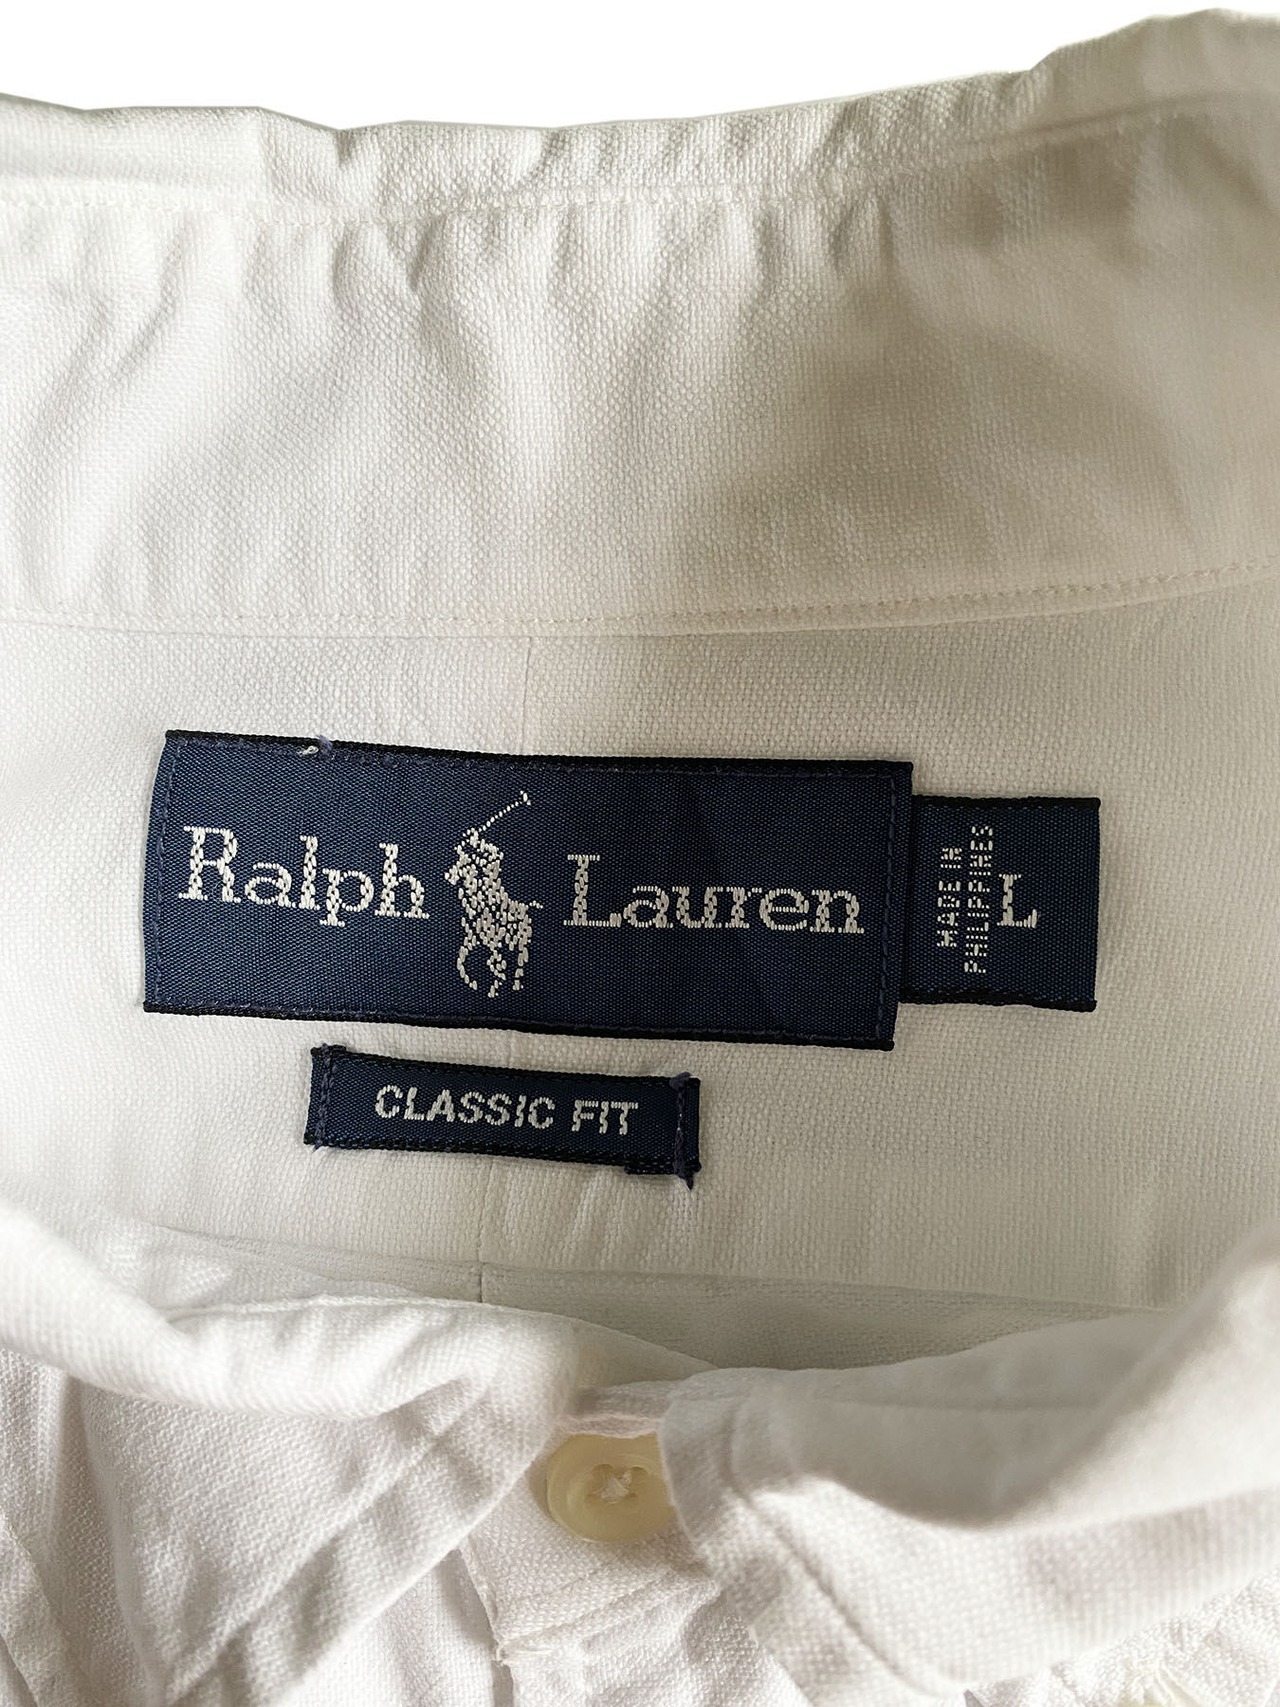 Ralph Lauren
MADE IN
PHILIPPINES
L
CLASSIC FIT